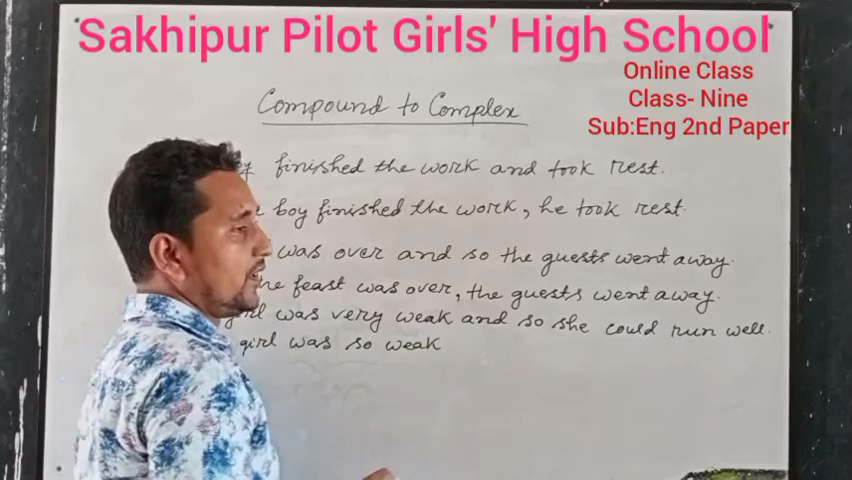 Sakhipur Pilot Girls' High School
Online Class
Class- Nine
Sub:Eng 2nd Paper
Compound to Complex
finished the work and took rest.
boy finished the work, he took rest.
was over and so the guests went away.
feast was over, the guests went away.
girl was very weak and so she could run well.
girl was so weak